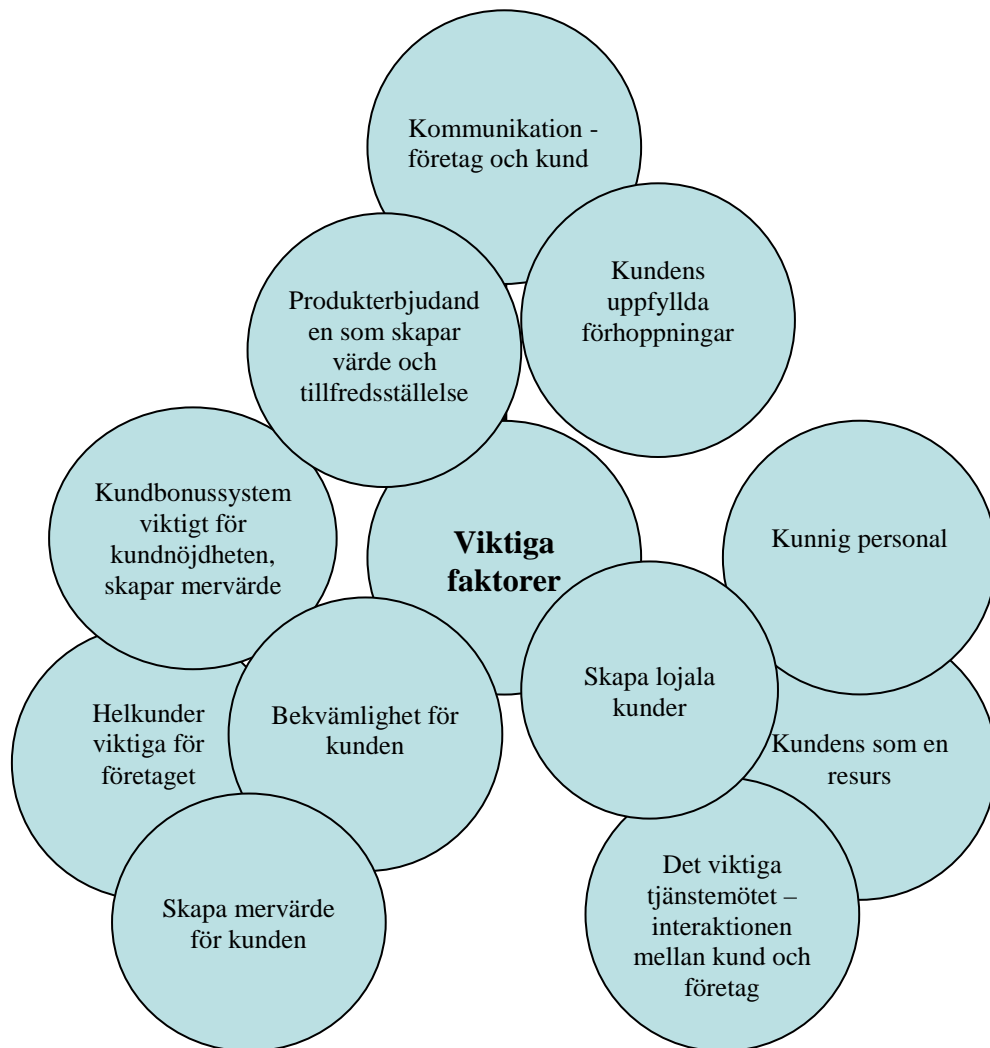 Kommunikation -
företag och kund
Kundens
uppfyllda
förhoppningar
Produkterbjudand
en som skapar
värde och
tillfredsställelse
Kundbonussystem
viktigt för
kundnöjdheten,
skapar mervärde
Viktiga
faktorer
Kunnig personal
Skapa lojala
kunder
Helkunder
viktiga för
företaget
Bekvämlighet för
kunden
Kundens som en
resurs
Skapa mervärde
för kunden
Det viktiga
tjänstemötet –
interaktionen
mellan kund och
företag